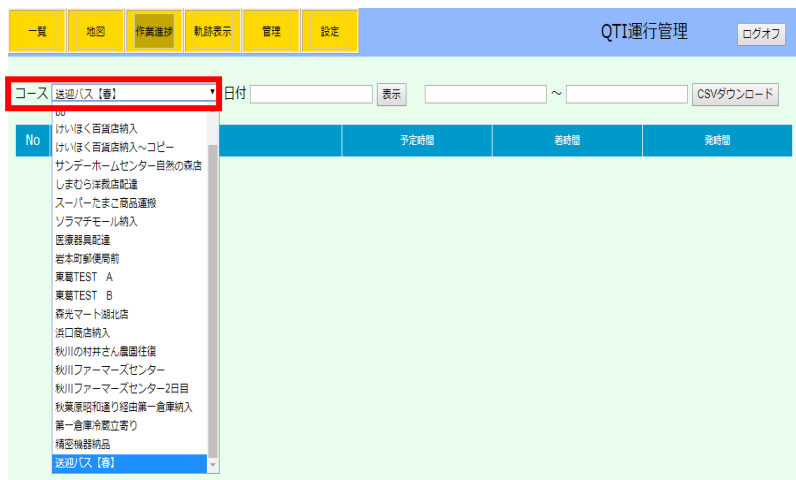 一覧 地図 作業進捗 軌跡表示 管理 設定 QTI運行管理 ログオフ
コース 送迎バス【春】 日付 表示 ～ CSVダウンロード
No 予定時間 着時間 発時間
けいほく百貨店納入
けいほく百貨店納入～コピー
サンデーホームセンター自然の森店
しまむら洋裁店配達
スーパーたまご商品運搬
ソラマチモール納入
医療器具配達
岩本町郵便局前
東葛TEST　A
東葛TEST　B
森光マート湖北店
浜口商店納入
秋川の村井さん農園往復
秋川ファーマーズセンター
秋川ファーマーズセンター2日目
秋葉原昭和通り経由第一倉庫納入
第一倉庫冷蔵立寄り
精密機器納品
送迎バス【春】